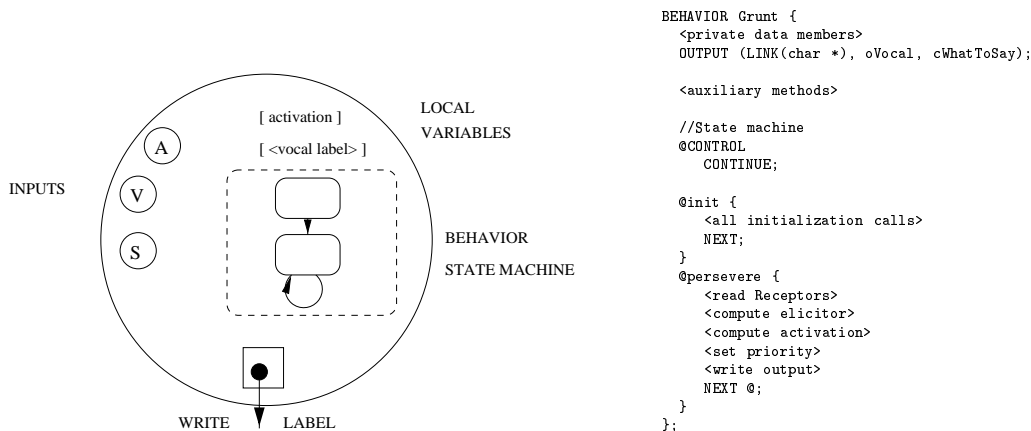 [ activation ]
[ <vocal label> ]
LOCAL
VARIABLES
A
INPUTS
V
S
BEHAVIOR
STATE MACHINE
WRITE LABEL
BEHAVIOR Grunt {
<private data members>
OUTPUT (LINK(char *), oVocal, cWhatToSay);
<auxiliary methods>
//State machine
@CONTROL
CONTINUE;
@init {
<all initialization calls>
NEXT;
}
@persevere {
<read Receptors>
<compute elicitor>
<compute activation>
<set priority>
<write output>
NEXT @;
}
};